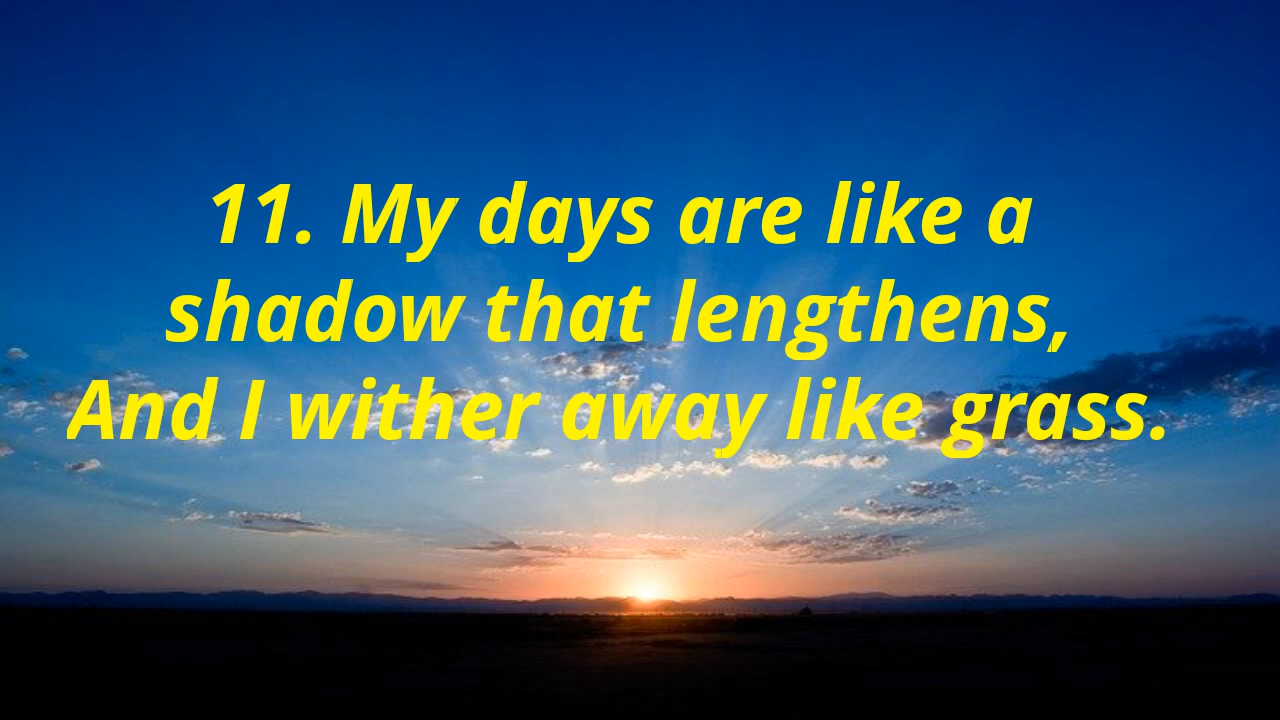 11. My days are like a
shadow that lengthens,
And I wither away like grass.